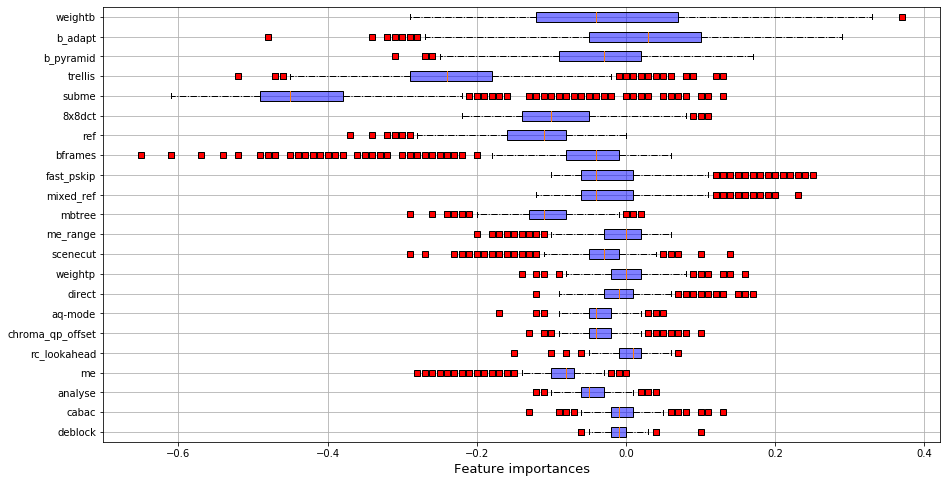 weightb
b_adapt
b_pyramid
trellis
subme
8x8dct
ref
bframes
fast_pskip
mixed_ref
mbtree
me_range
scenecut
weightp
direct
aq-mode
chroma_qp_offset
rc_lookahead
me
analyse
cabac
deblock
−0.6 −0.4 −0.2 0.0 0.2 0.4
Feature importances